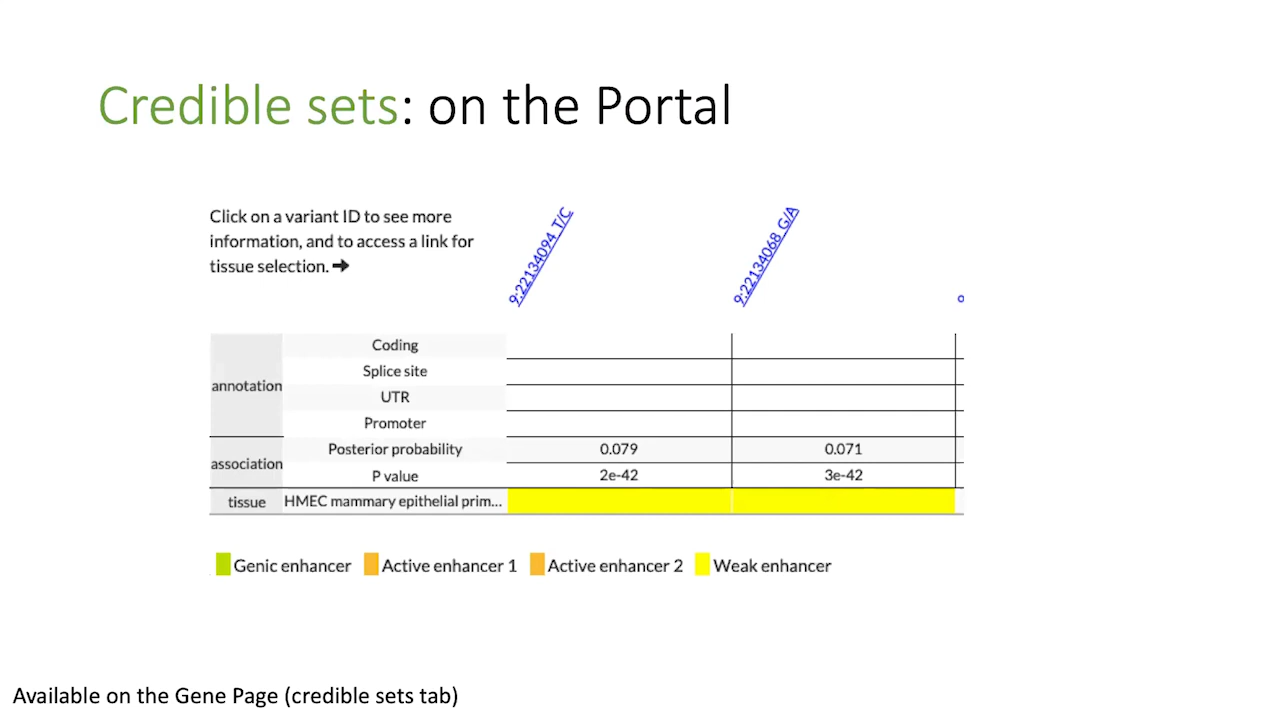 Credible sets: on the Portal
Click on a variant ID to see more
information, and to access a link for
tissue selection. ➔
9:22134094 T/C
9:22134068 G/A
annotation
Coding
Splice site
UTR
Promoter
association
Posterior probability 0.079 0.071
P value 2e-42 3e-42
tissue HMEC mammary epithelial prim...
Genic enhancer Active enhancer 1 Active enhancer 2 Weak enhancer
Available on the Gene Page (credible sets tab)